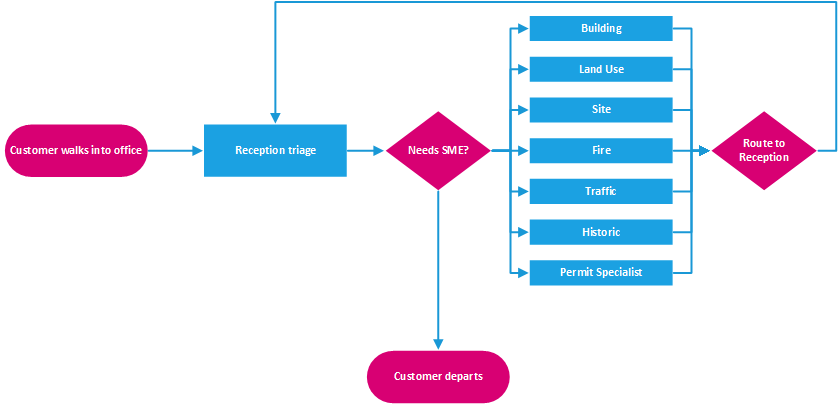 Customer walks into office
Reception triage
Needs SME?
Building
Land Use
Site
Fire
Traffic
Historic
Permit Specialist
Route to
Reception
Customer departs